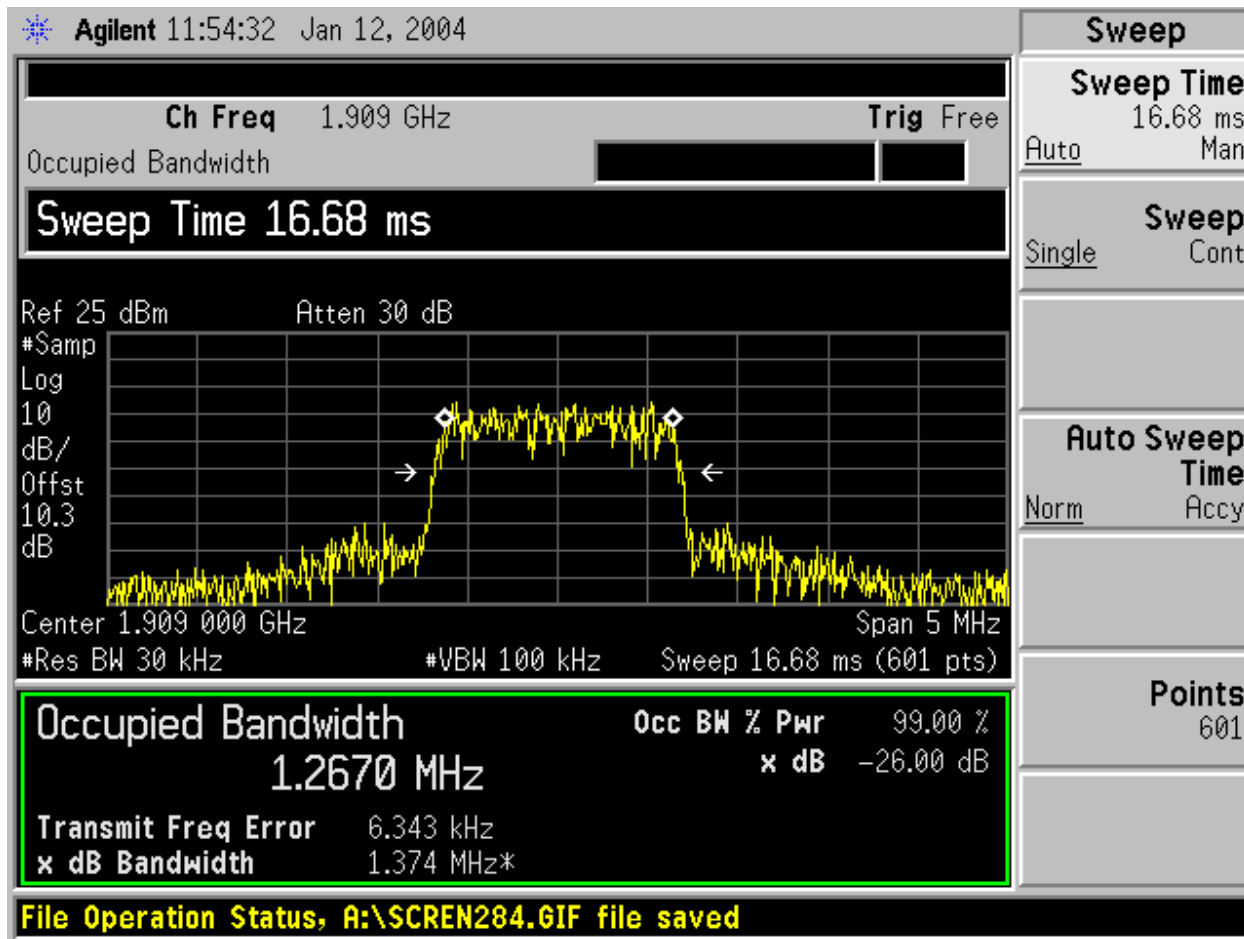 Agilent 11:54:32 Jan 12, 2004
Sweep
Ch Freq 1.909 GHz Trig Free
Occupied Bandwidth
Sweep Time 16.68 ms
Ref 25 dBm Atten 30 dB
#Samp
Log
10
dB/
Offst
10.3
dB
Center 1.909 000 GHz Span 5 MHz
#Res BW 30 kHz #VBW 100 kHz Sweep 16.68 ms (601 pts)
Occupied Bandwidth
1.2670 MHz
Occ BW % Pwr 99.00 %
x dB -26.00 dB
Transmit Freq Error 6.343 kHz
x dB Bandwidth 1.374 MHz*
File Operation Status, A:\SCREN284.GIF file saved
Sweep Time
16.68 ms
Auto Man
Sweep
Single Cont
Auto Sweep
Time
Norm Accy
Points
601